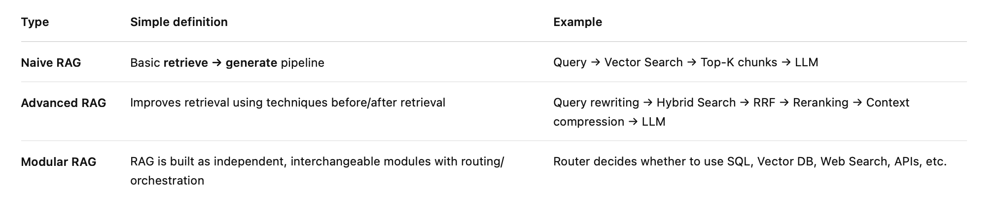 Type Simple definition Example
Naive RAG Basic retrieve → generate pipeline Query → Vector Search → Top-K chunks → LLM
Advanced RAG Improves retrieval using techniques before/after retrieval Query rewriting → Hybrid Search → RRF → Reranking → Context
compression → LLM
Modular RAG RAG is built as independent, interchangeable modules with routing/ Router decides whether to use SQL, Vector DB, Web Search, APIs, etc.
orchestration